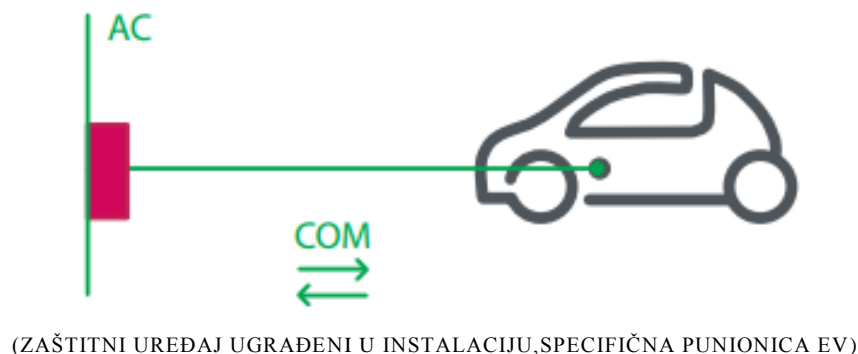 AC
COM
(ZAŠTITNI UREĐAJ UGRAĐENI U INSTALACIJU,SPECIFIČNA PUNIONICA EV)